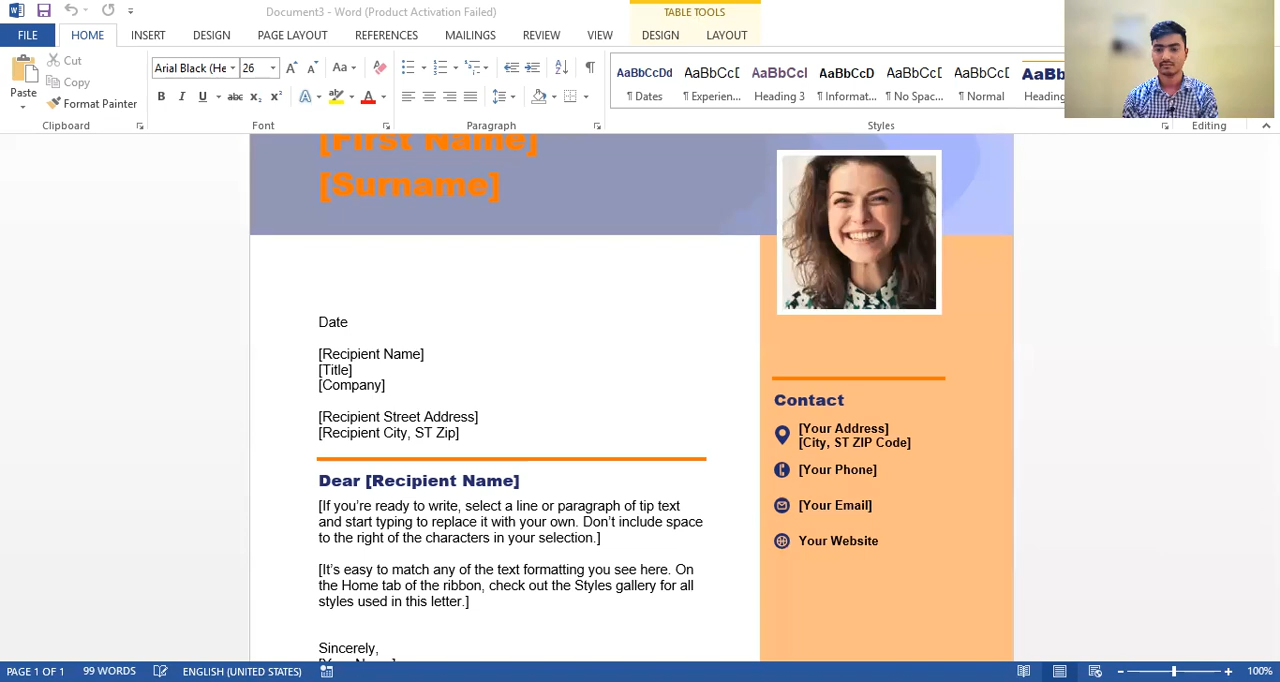 Document3 - Word (Product Activation Failed)
TABLE TOOLS
FILE HOME INSERT DESIGN PAGE LAYOUT REFERENCES MAILINGS REVIEW VIEW DESIGN LAYOUT
Paste
Cut
Copy
Format Painter
Clipboard
Arial Black (He 26
Aa
B I U abc x₂ x² A A
Font
Paragraph
AaBbCcDd AaBbCcI AaBbCcI AaBbCcD AaBbCcI AaBbCcI AaBb
¶ Dates ¶ Experien... Heading 3 ¶ Informat... ¶ No Spac... ¶ Normal Heading
Styles
Editing
[First Name]
[Surname]
Date
[Recipient Name]
[Title]
[Company]
[Recipient Street Address]
[Recipient City, ST Zip]
Dear [Recipient Name]
[If you're ready to write, select a line or paragraph of tip text
and start typing to replace it with your own. Don't include space
to the right of the characters in your selection.]
[It's easy to match any of the text formatting you see here. On
the Home tab of the ribbon, check out the Styles gallery for all
styles used in this letter.]
Sincerely,
Contact
[Your Address]
[City, ST ZIP Code]
[Your Phone]
[Your Email]
Your Website
PAGE 1 OF 1 99 WORDS ENGLISH (UNITED STATES) 100%